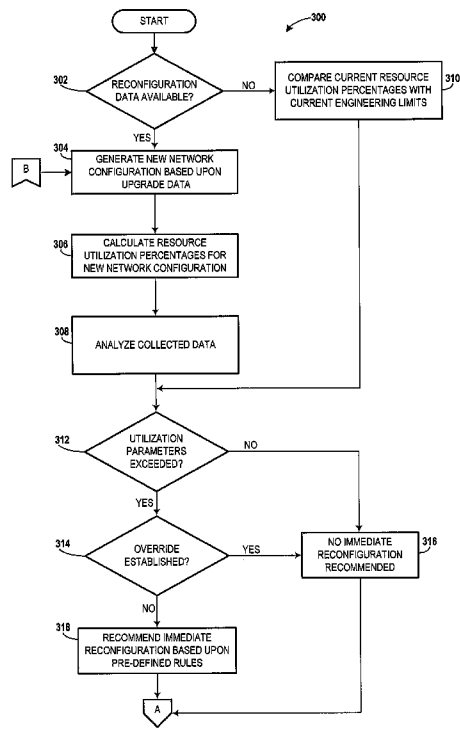 START
300
302
RECONFIGURATION
DATA AVAILABLE?
NO
COMPARE CURRENT RESOURCE
UTILIZATION PERCENTAGES WITH
CURRENT ENGINEERING LIMITS
310
YES
304
B
GENERATE NEW NETWORK
CONFIGURATION BASED UPON
UPGRADE DATA
306
CALCULATE RESOURCE
UTILIZATION PERCENTAGES FOR
NEW NETWORK CONFIGURATION
308
ANALYZE COLLECTED DATA
312
UTILIZATION
PARAMETERS
EXCEEDED?
NO
YES
314
OVERRIDE
ESTABLISHED?
YES
NO IMMEDIATE
RECONFIGURATION
RECOMMENDED
316
NO
318
RECOMMEND IMMEDIATE
RECONFIGURATION BASED UPON
PRE-DEFINED RULES
A